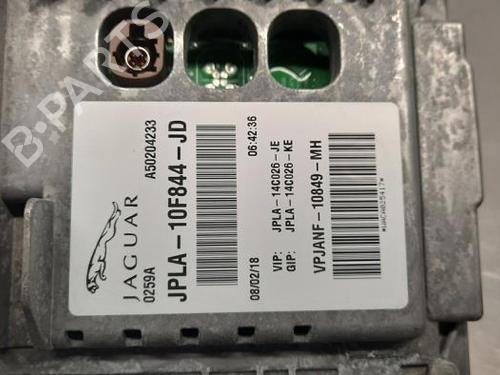 JAGUAR
0259A
A50204233
JPLA-10F844-JD
08/02/18
06:42:36
VIP: JPLA-14C026-JE
GIP: JPLA-14C026-KE
VPJANF-10849-MH
B-PARTS